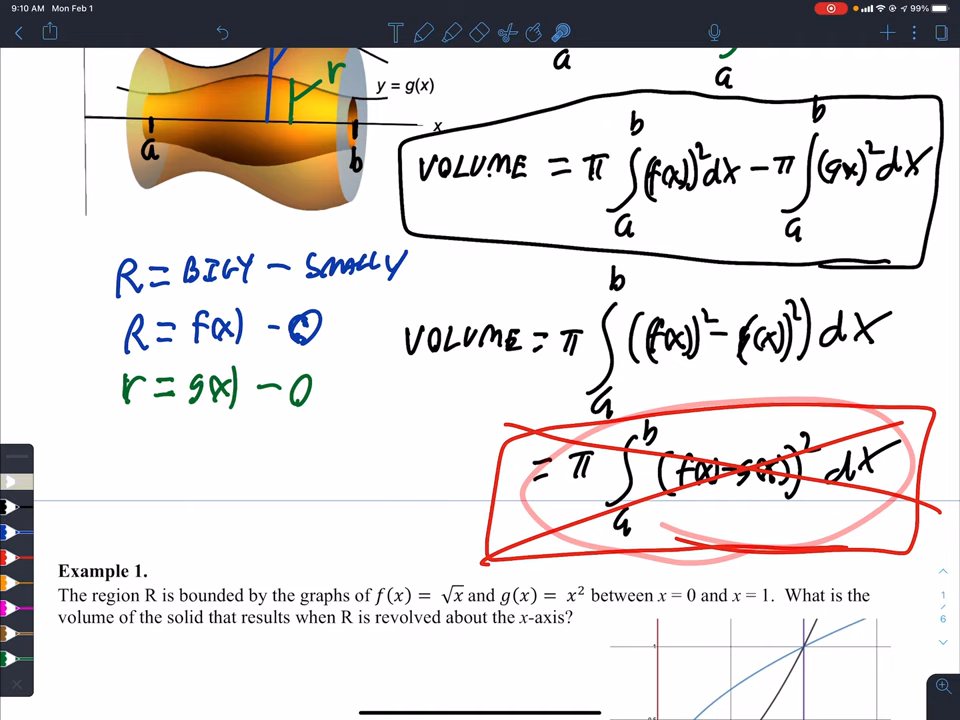 9:10 AM Mon Feb 1
99%
a
a
r
y = g(x)
x
a
b
VOLUME = π ∫ₐᵇ (f(x))² dx − π ∫ₐᵇ (g(x))² dx
R = BIG Y − SMALL Y
R = f(x) − 0
r = g(x) − 0
VOLUME = π ∫ₐᵇ ((f(x))² − (g(x))²) dx
= π ∫ₐᵇ (f(x) − g(x))² dx
1
/
6
Example 1.
The region R is bounded by the graphs of f(x) = √x and g(x) = x² between x = 0 and x = 1. What is the
volume of the solid that results when R is revolved about the x-axis?
1
0.5